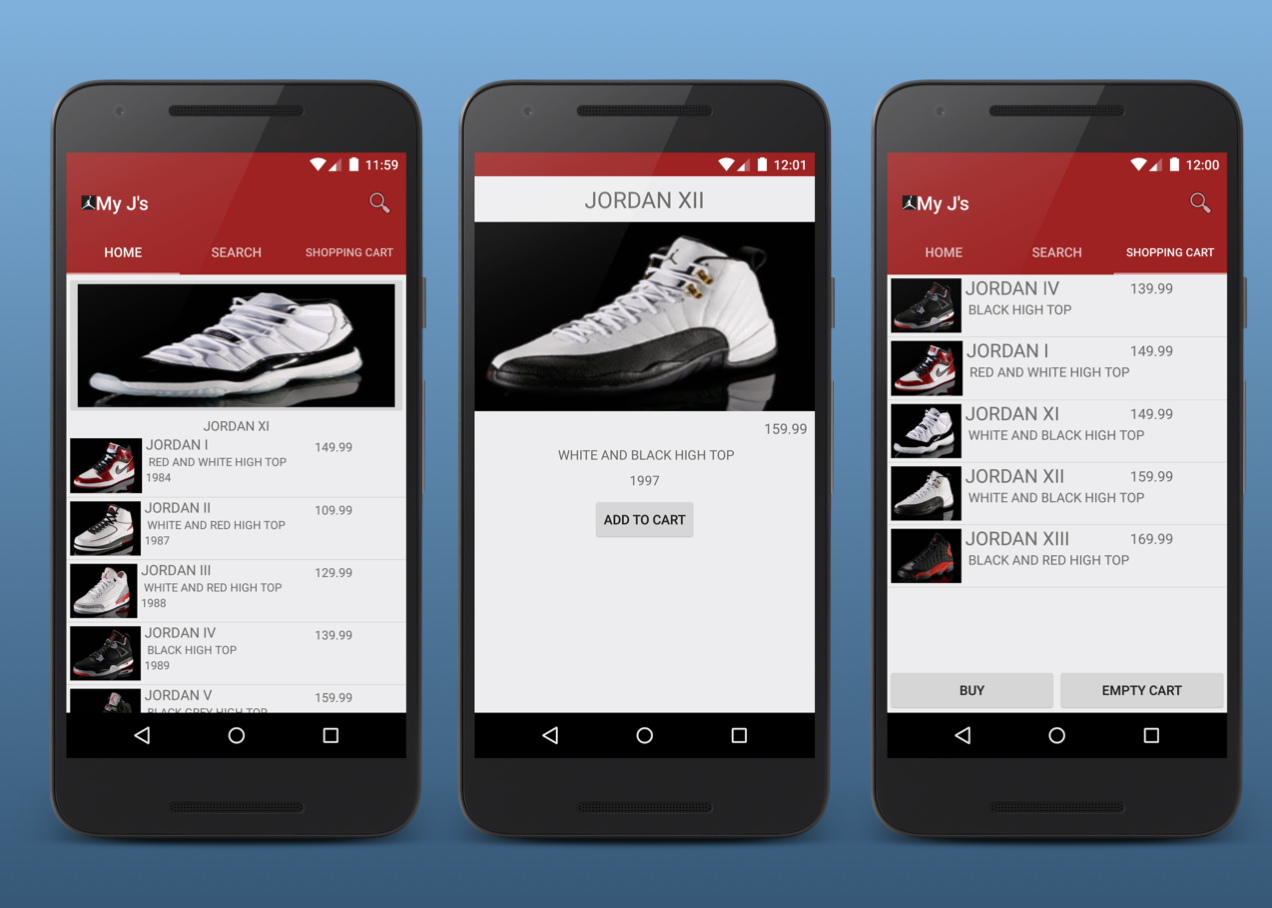 11:59
My J's
HOME
SEARCH
SHOPPING CART
JORDAN XI
JORDAN I
149.99
RED AND WHITE HIGH TOP
1984
JORDAN II
109.99
WHITE AND RED HIGH TOP
1987
JORDAN III
129.99
WHITE AND RED HIGH TOP
1988
JORDAN IV
139.99
BLACK HIGH TOP
1989
JORDAN V
159.99
BLACK GREY HIGH TOP
12:01
JORDAN XII
159.99
WHITE AND BLACK HIGH TOP
1997
ADD TO CART
12:00
My J's
HOME
SEARCH
SHOPPING CART
JORDAN IV
139.99
BLACK HIGH TOP
JORDAN I
149.99
RED AND WHITE HIGH TOP
JORDAN XI
149.99
WHITE AND BLACK HIGH TOP
JORDAN XII
159.99
WHITE AND BLACK HIGH TOP
JORDAN XIII
169.99
BLACK AND RED HIGH TOP
BUY
EMPTY CART